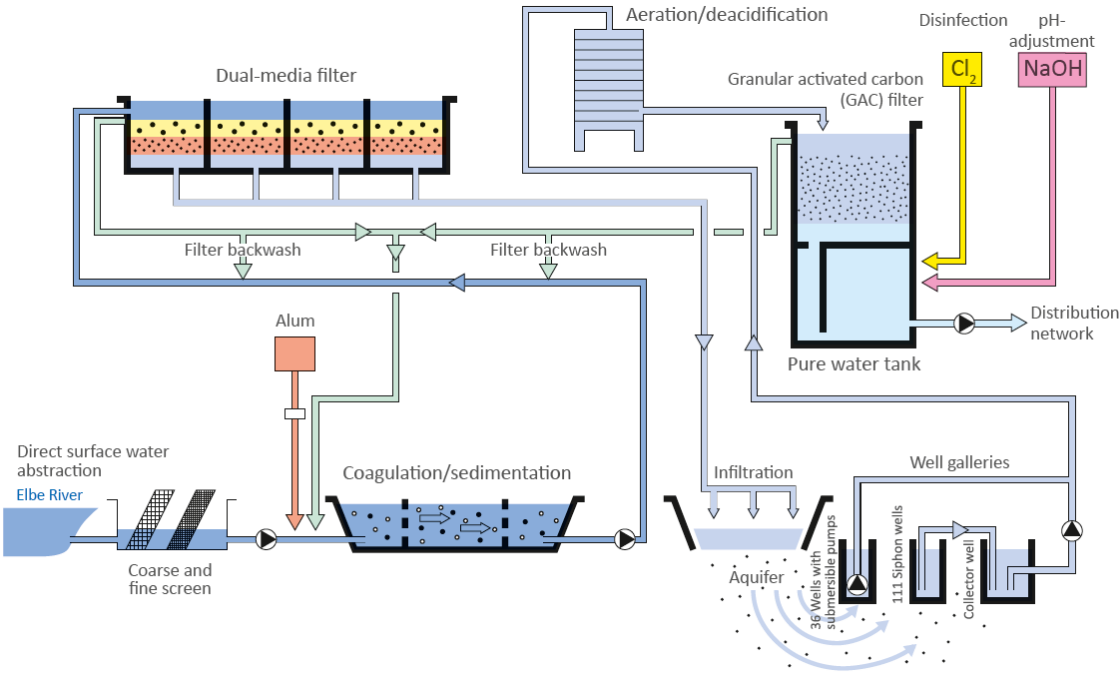 Aeration/deacidification
Disinfection
pH-
adjustment
Cl2
NaOH
Dual-media filter
Granular activated carbon
(GAC) filter
Filter backwash
Filter backwash
Alum
Distribution
network
Pure water tank
Direct surface water
abstraction
Elbe River
Coagulation/sedimentation
Infiltration
Well galleries
Coarse and
fine screen
Aquifer
36 Wells with
submersible pumps
111 Siphon wells
Collector well